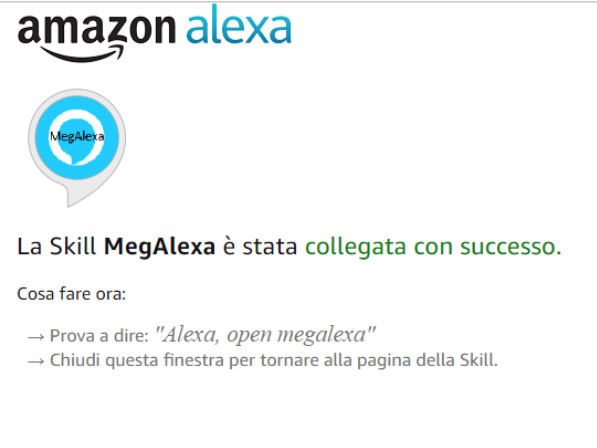 amazon alexa
MegAlexa
La Skill MegAlexa è stata collegata con successo.
Cosa fare ora:
→ Prova a dire: "Alexa, open megalexa"
→ Chiudi questa finestra per tornare alla pagina della Skill.